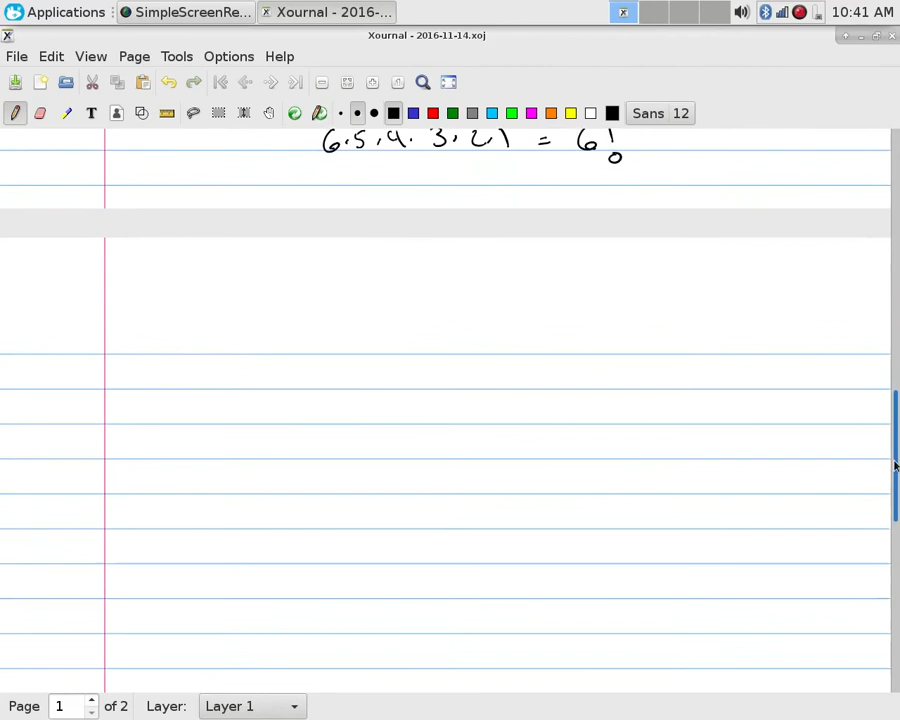 Applications SimpleScreenRe... Xournal - 2016-... 10:41 AM
Xournal - 2016-11-14.xoj
File Edit View Page Tools Options Help
T Sans 12
6.5.4.3.2.1 = 6!
Page 1 of 2 Layer: Layer 1